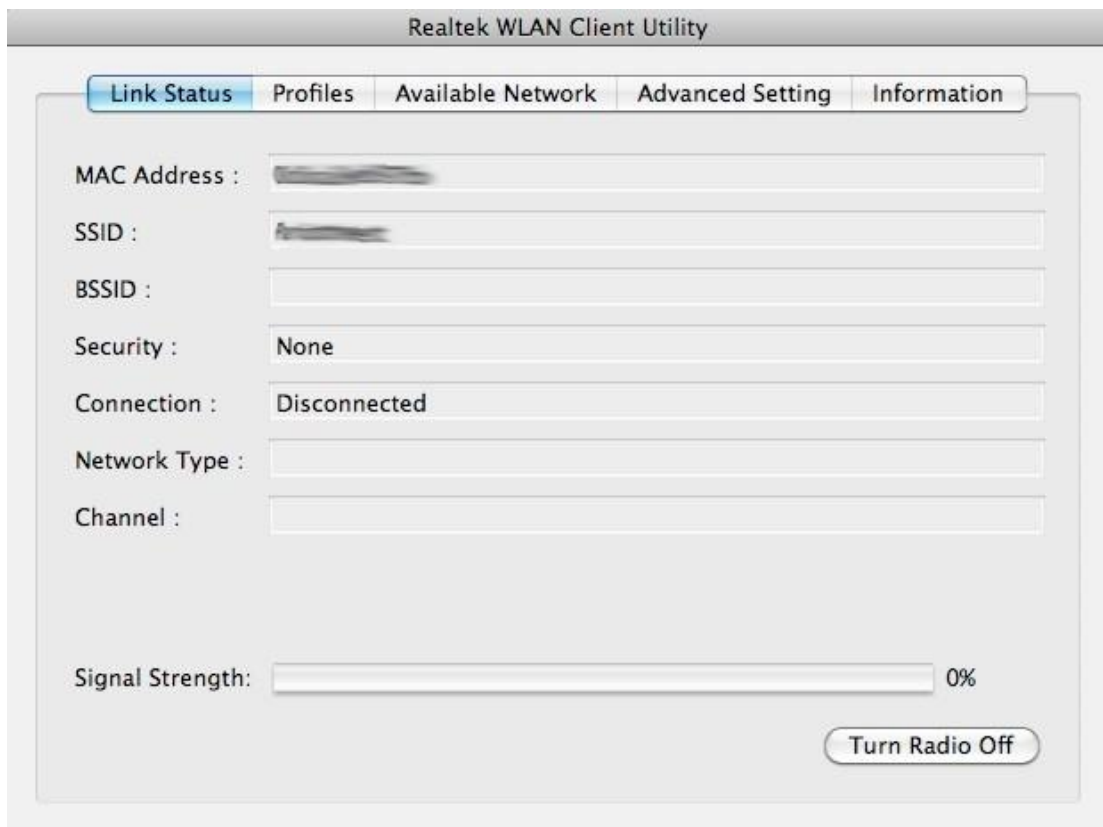 Realtek WLAN Client Utility
Link Status Profiles Available Network Advanced Setting Information
MAC Address :
SSID :
BSSID :
Security : None
Connection : Disconnected
Network Type :
Channel :
Signal Strength: 0%
Turn Radio Off